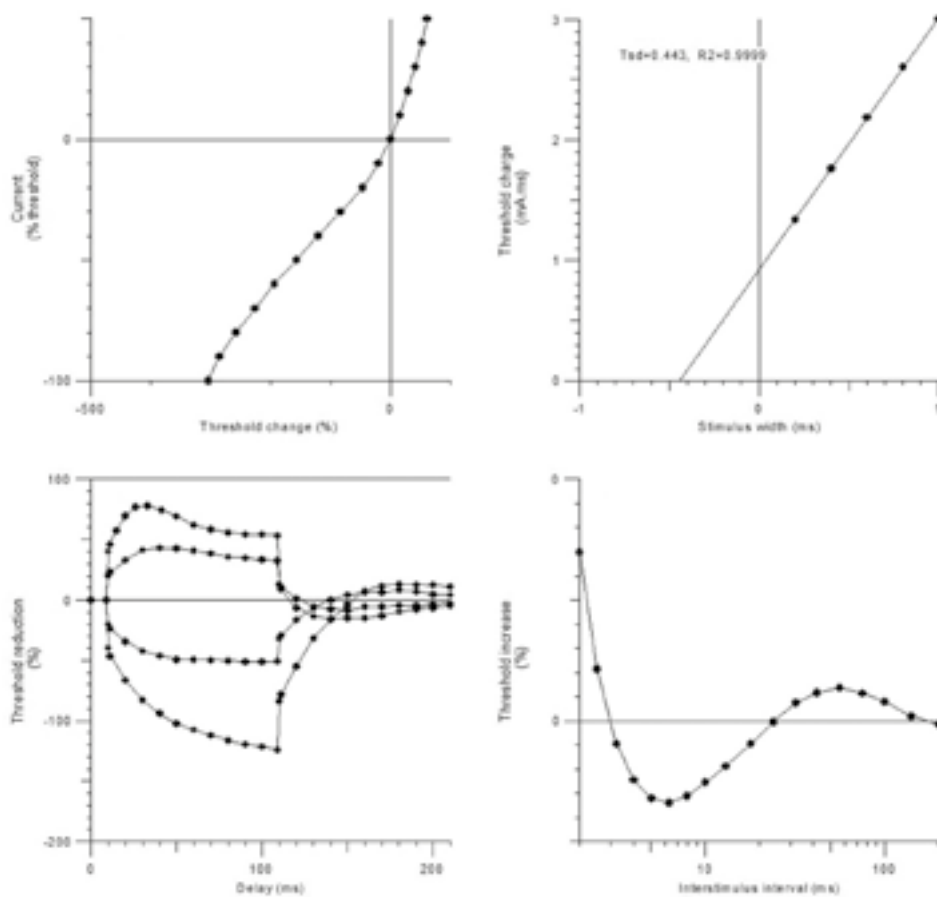 0
-100
-500
0
Current
(% threshold)
Threshold change (%)
Tsd=0.443, R2=0.9999
3
2
1
0
-1
0
1
Threshold charge
(mA.ms)
Stimulus width (ms)
100
0
-100
-200
0
100
200
Threshold reduction
(%)
Delay (ms)
0
0
10
100
Threshold increase
(%)
Interstimulus interval (ms)